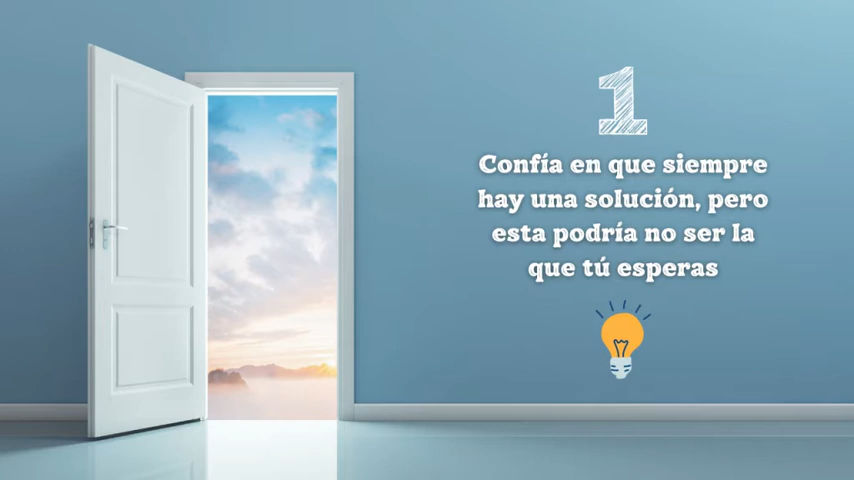 1
Confía en que siempre
hay una solución, pero
esta podría no ser la
que tú esperas